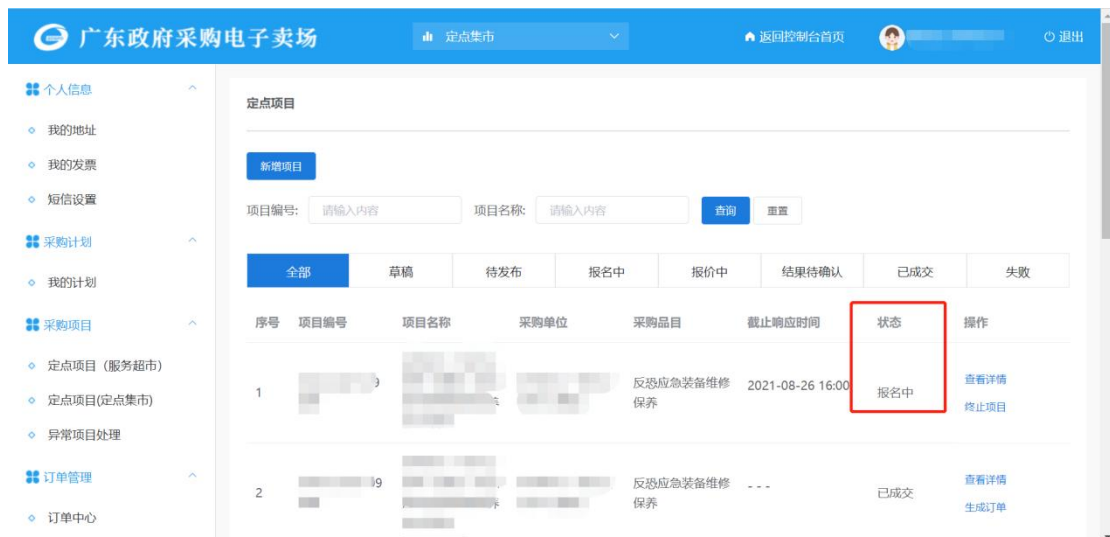 广东政府采购电子卖场
定点集市
返回控制台首页
退出
个人信息
我的地址
我的发票
短信设置
采购计划
我的计划
采购项目
定点项目（服务超市）
定点项目(定点集市)
异常项目处理
订单管理
订单中心
定点项目
新增项目
项目编号: 请输入内容 项目名称: 请输入内容 查询 重置
全部 草稿 待发布 报名中 报价中 结果待确认 已成交 失败
序号 项目编号 项目名称 采购单位 采购品目 截止响应时间 状态 操作
1 9 反恐应急装备维修保养 2021-08-26 16:00 报名中 查看详情
终止项目
2 09 反恐应急装备维修保养 - - - 已成交 查看详情
生成订单